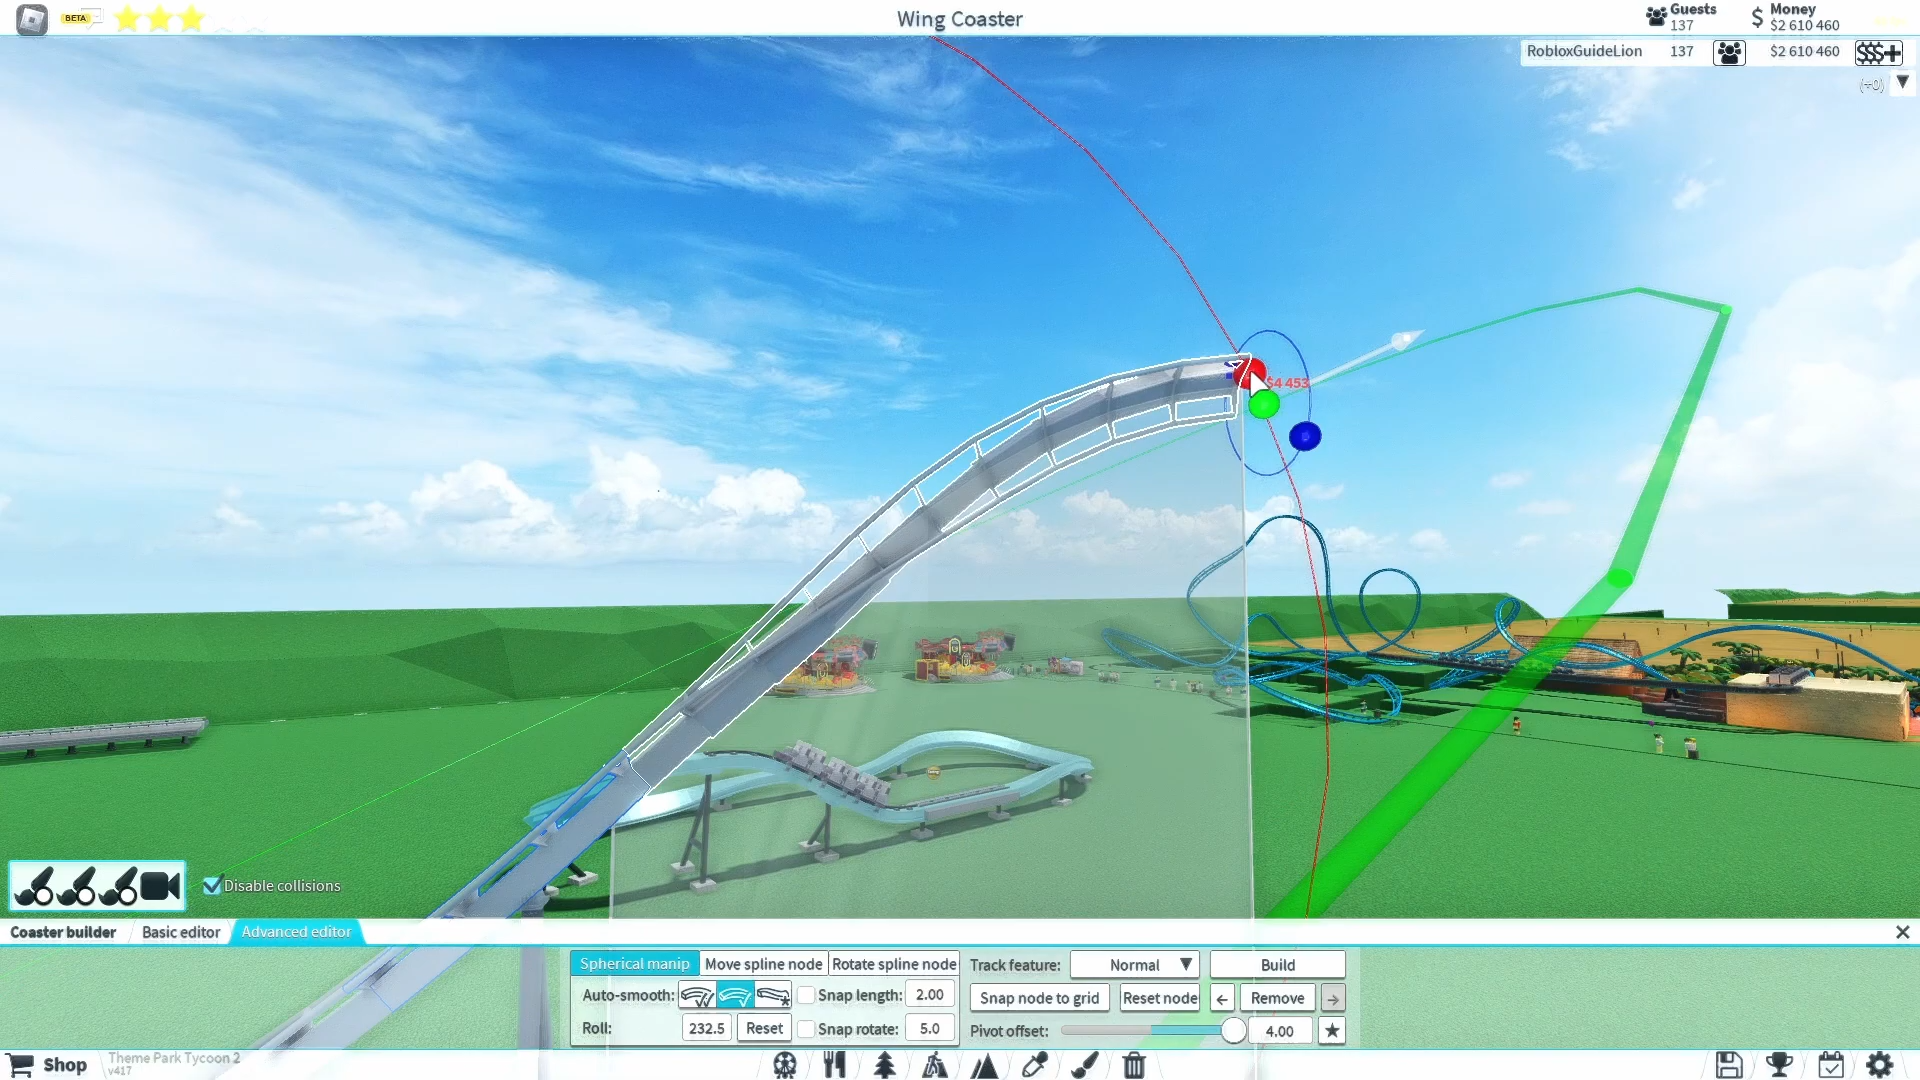 BETA
Wing Coaster
Guests
137
Money
$2 610 460
RobloxGuideLion 137 $2 610 460 $$$+
(+0)
$4 453
Disable collisions
Coaster builder Basic editor Advanced editor
Spherical manip Move spline node Rotate spline node Track feature: Normal Build
Auto-smooth: Snap length: 2.00 Snap node to grid Reset node Remove
Roll: 232.5 Reset Snap rotate: 5.0 Pivot offset: 4.00
Shop
Theme Park Tycoon 2
v417